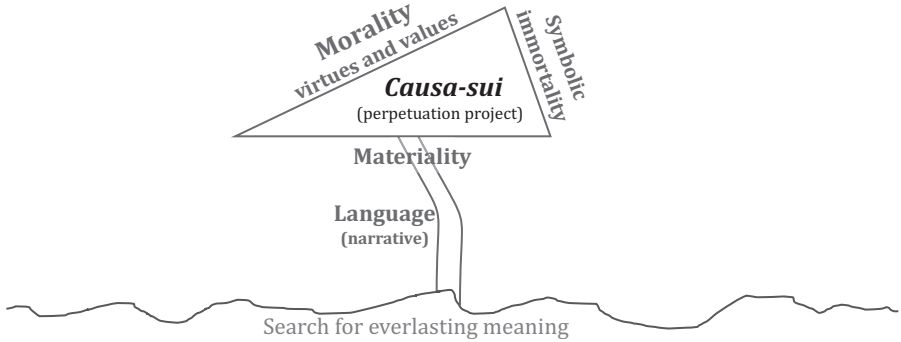 Morality
virtues and values
Symbolic
immortality
Causa-sui
(perpetuation project)
Materiality
Language
(narrative)
Search for everlasting meaning